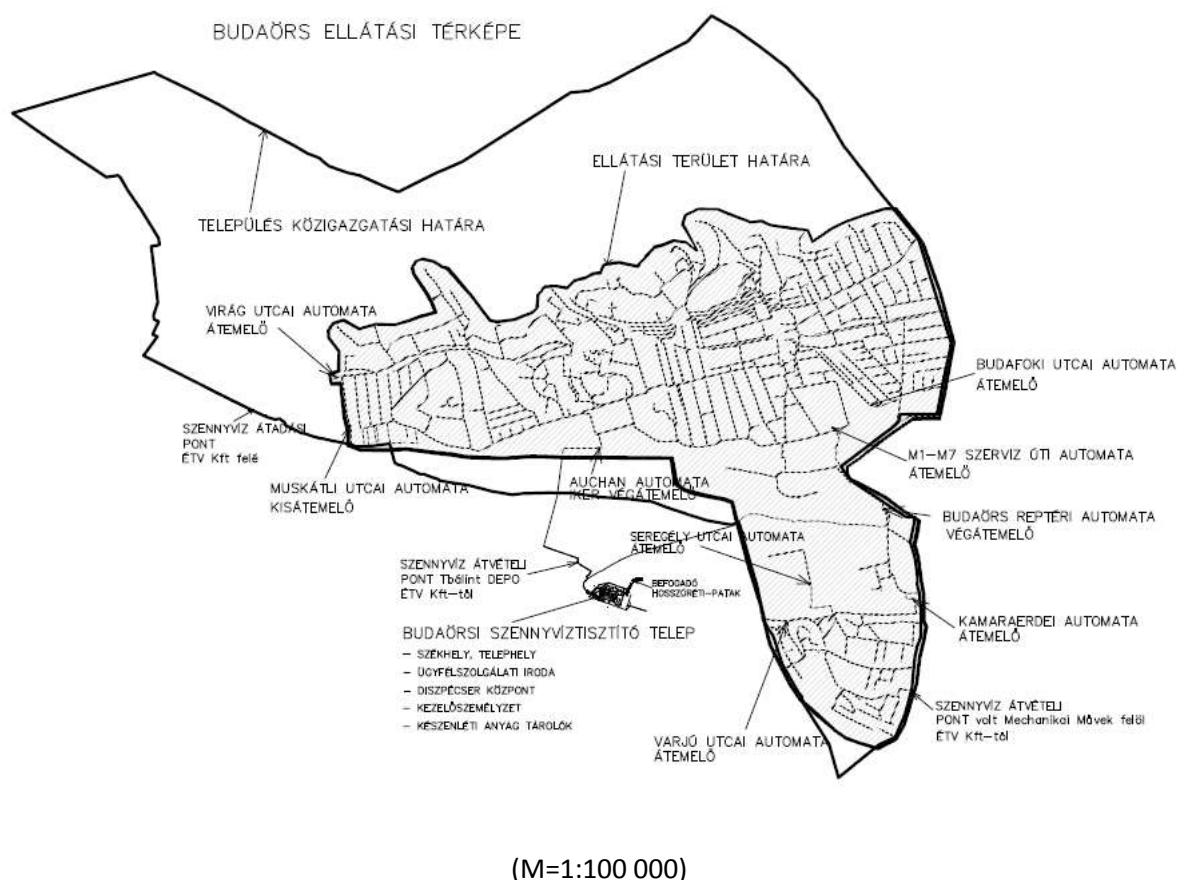 BUDAÖRS ELLÁTÁSI TÉRKÉPE
ELLÁTÁSI TERÜLET HATÁRA
TELEPÜLÉS KÖZIGAZGATÁSI HATÁRA
VIRÁG UTCAI AUTOMATA
ÁTEMELŐ
BUDAFOKI UTCAI AUTOMATA
ÁTEMELŐ
SZENNYVÍZ ÁTADÁSI
PONT
ÉTV Kft felé
M1-M7 SZERVIZ ÚTI AUTOMATA
ÁTEMELŐ
MUSKÁTLI UTCAI AUTOMATA
KISÁTEMELŐ
AUCHAN AUTOMATA
IKER VÉGÁTEMELŐ
BUDAÖRS REPTÉRI AUTOMATA
VÉGÁTEMELŐ
SEREGÉLY UTCAI AUTOMATA
ÁTEMELŐ
SZENNYVÍZ ÁTVÉTELI
PONT Tbálint DEPO
ÉTV Kft-től
BEFOGADÓ
HOSSZÚRÉTI-PATAK
KAMARAERDEI AUTOMATA
ÁTEMELŐ
BUDAÖRSI SZENNYVÍZTISZTÍTÓ TELEP
- SZÉKHELY, TELEPHELY
- ÜGYFÉLSZOLGÁLATI IRODA
- DISZPÉCSER KÖZPONT
- KEZELŐSZEMÉLYZET
- KÉSZENLÉTI ANYAG TÁROLÓK
SZENNYVÍZ ÁTVÉTELI
PONT volt Mechanikai Művek felöl
ÉTV Kft-től
VARJÚ UTCAI AUTOMATA
ÁTEMELŐ
(M=1:100 000)